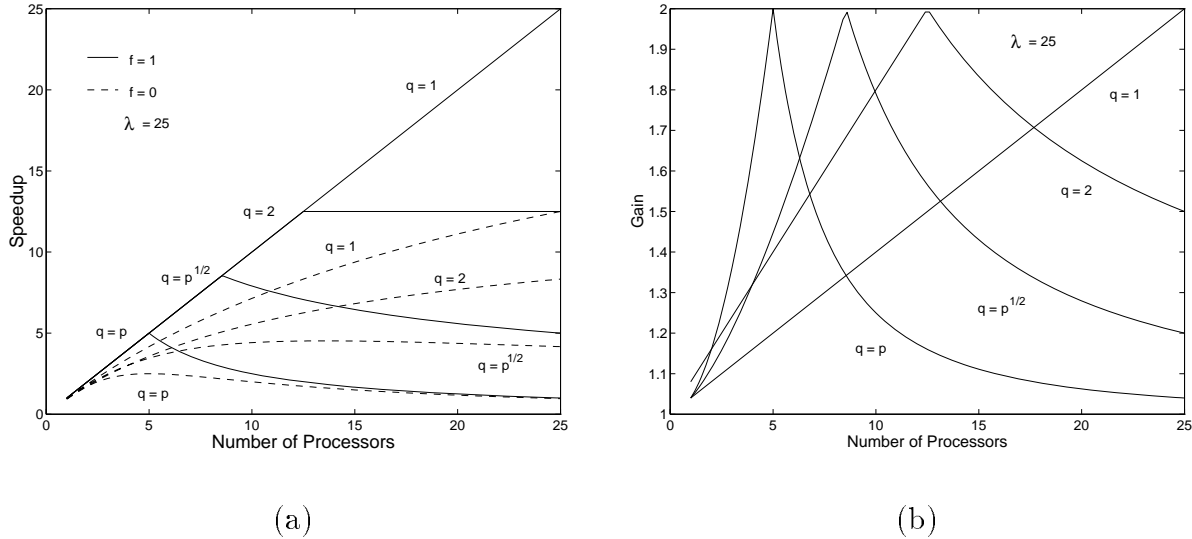 25
20
15
10
5
0
Speedup
f = 1
f = 0
λ = 25
q = 1
q = 2
q = p^1/2
q = p
q = 1
q = 2
q = p^1/2
q = p
0 5 10 15 20 25
Number of Processors
(a)
2
1.9
1.8
1.7
1.6
1.5
1.4
1.3
1.2
1.1
1
Gain
λ = 25
q = 1
q = 2
q = p^1/2
q = p
0 5 10 15 20 25
Number of Processors
(b)